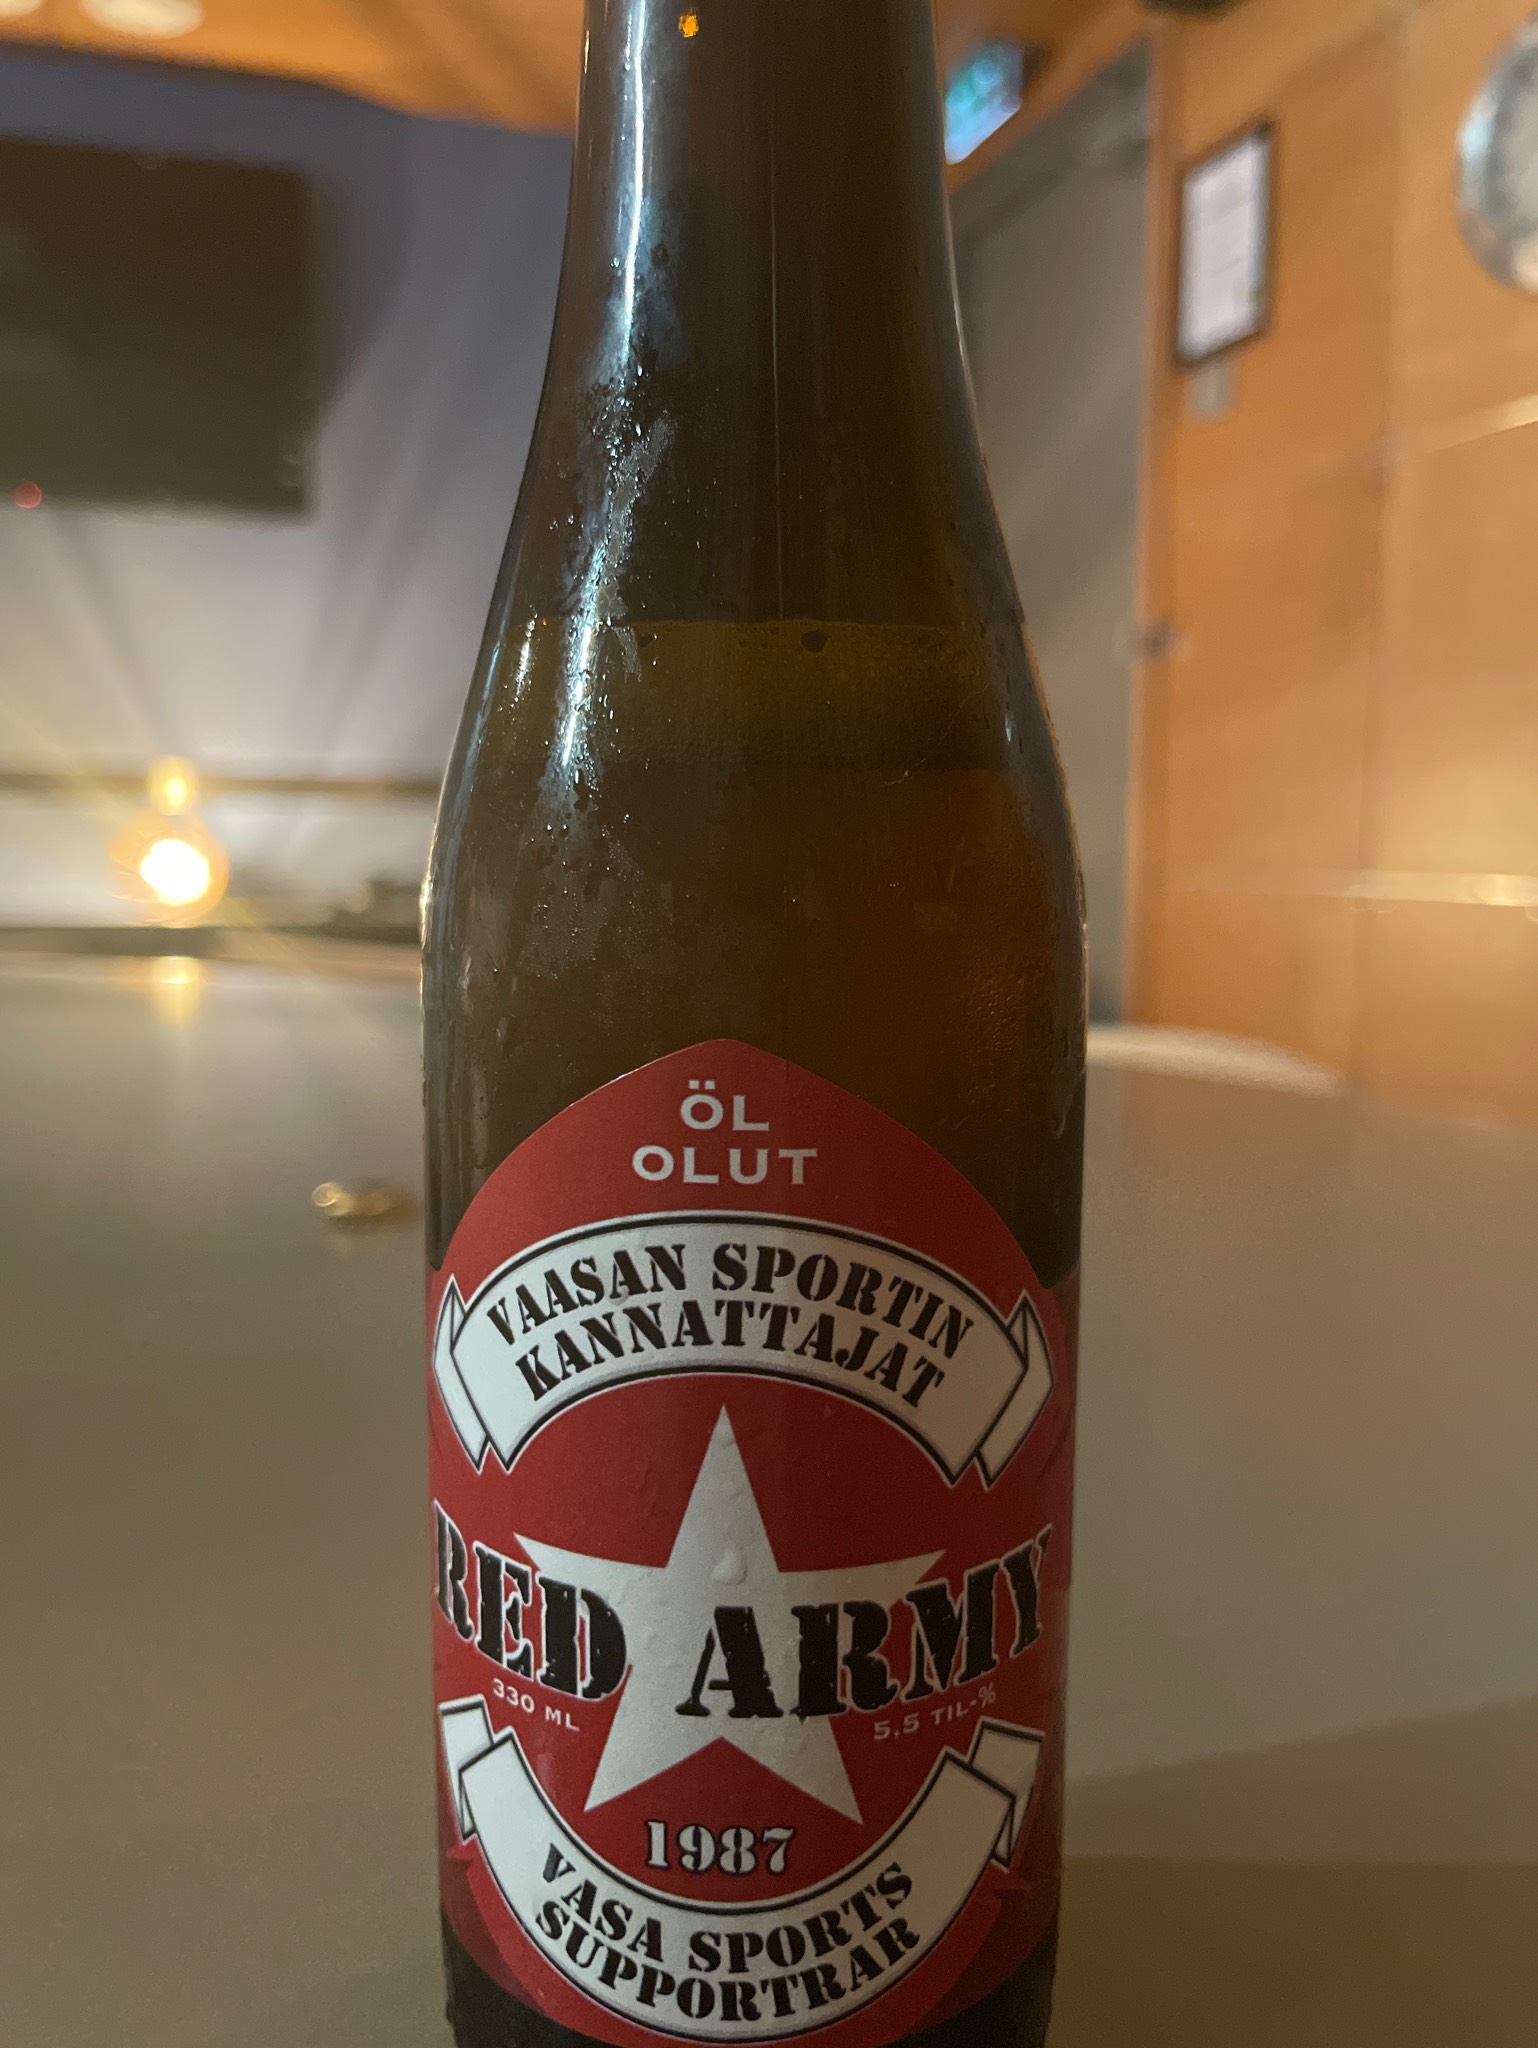 ÖL
OLUT
VAASAN SPORTIN
KANNATTAJAT
RED ARMY
330 ML
5,5 TIL-%
1987
VASA SPORTS
SUPPORTRAR